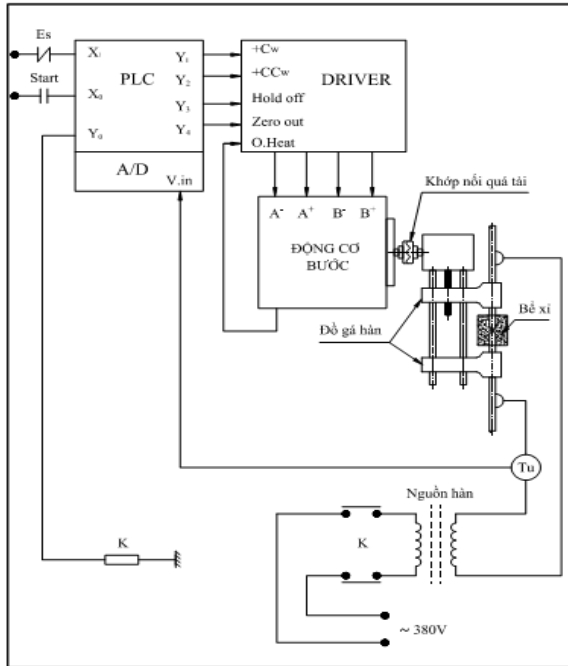 Es
Start
X₁
X₀
Y₀
PLC
Y₁
Y₂
Y₃
Y₄
A/D
V.in
+Cw
+CCw
Hold off
Zero out
O.Heat
DRIVER
A⁻ A⁺ B⁻ B⁺
ĐỘNG CƠ
BƯỚC
Khớp nối quá tải
Bể xỉ
Đồ gá hàn
Tu
Nguồn hàn
K
K
~ 380V